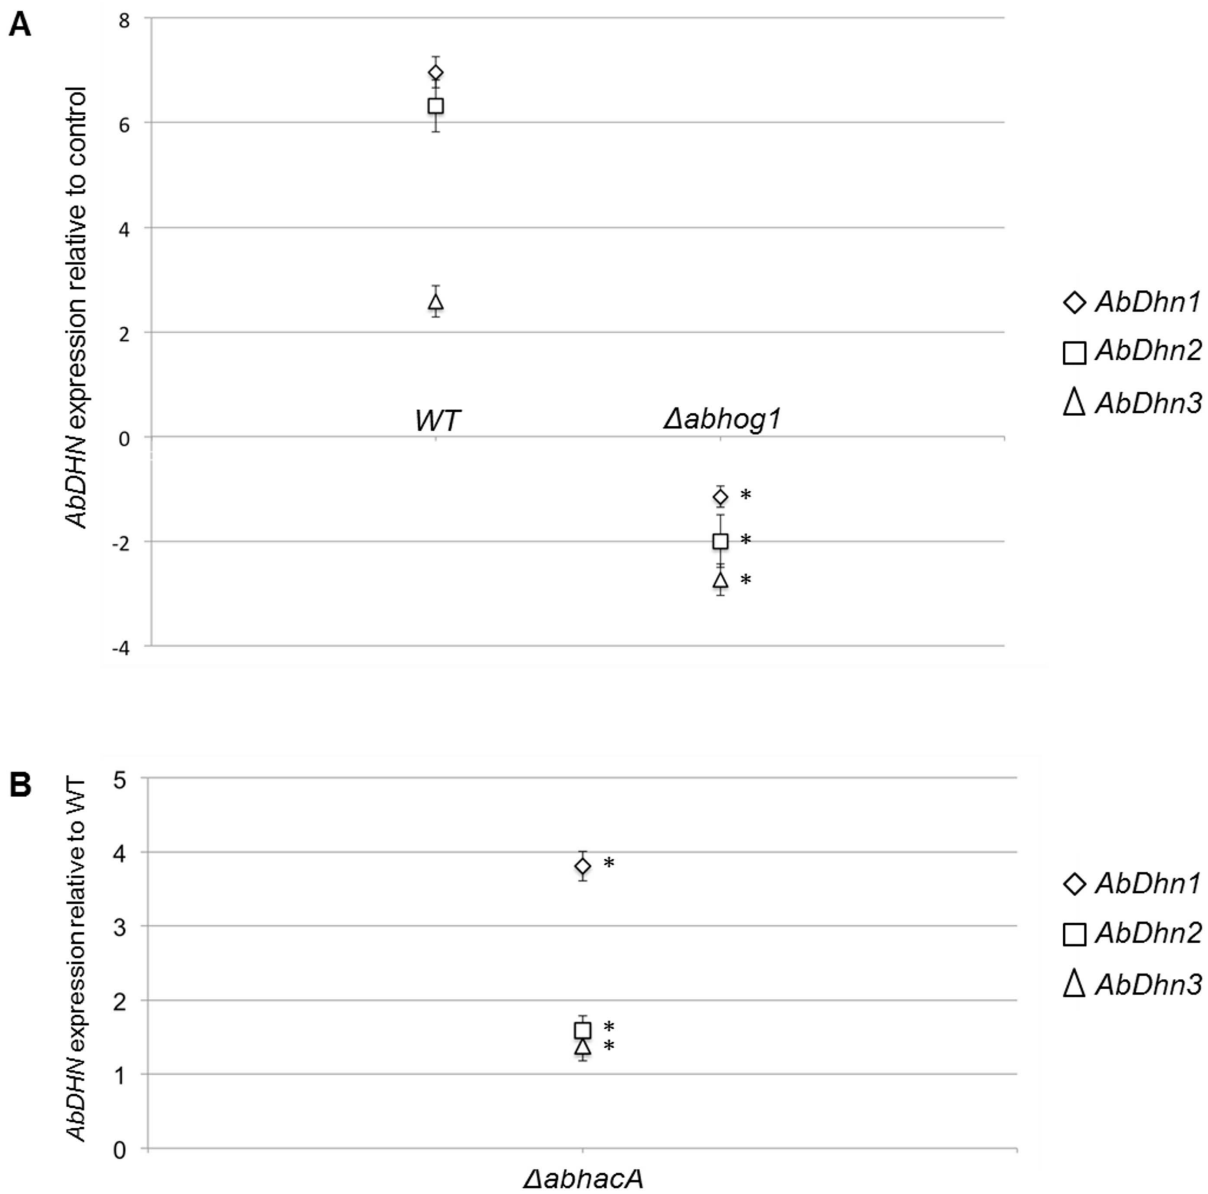 A
AbDHN expression relative to control
8
6
4
2
0
-2
-4
WT
Δabhog1
*
*
*
AbDhn1
AbDhn2
AbDhn3
B
AbDHN expression relative to WT
5
4
3
2
1
0
*
*
*
ΔabhacA
AbDhn1
AbDhn2
AbDhn3